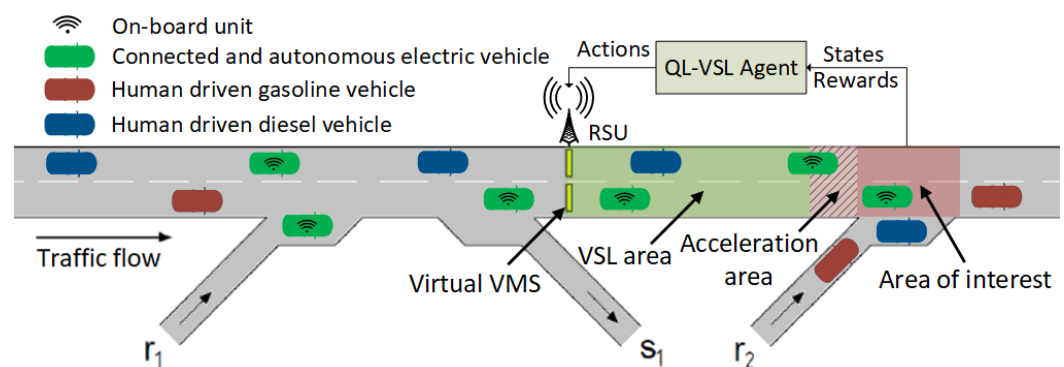 On-board unit
Connected and autonomous electric vehicle
Human driven gasoline vehicle
Human driven diesel vehicle
Actions
QL-VSL Agent
States
Rewards
RSU
Traffic flow
Virtual VMS
VSL area
Acceleration
area
Area of interest
r1
s1
r2